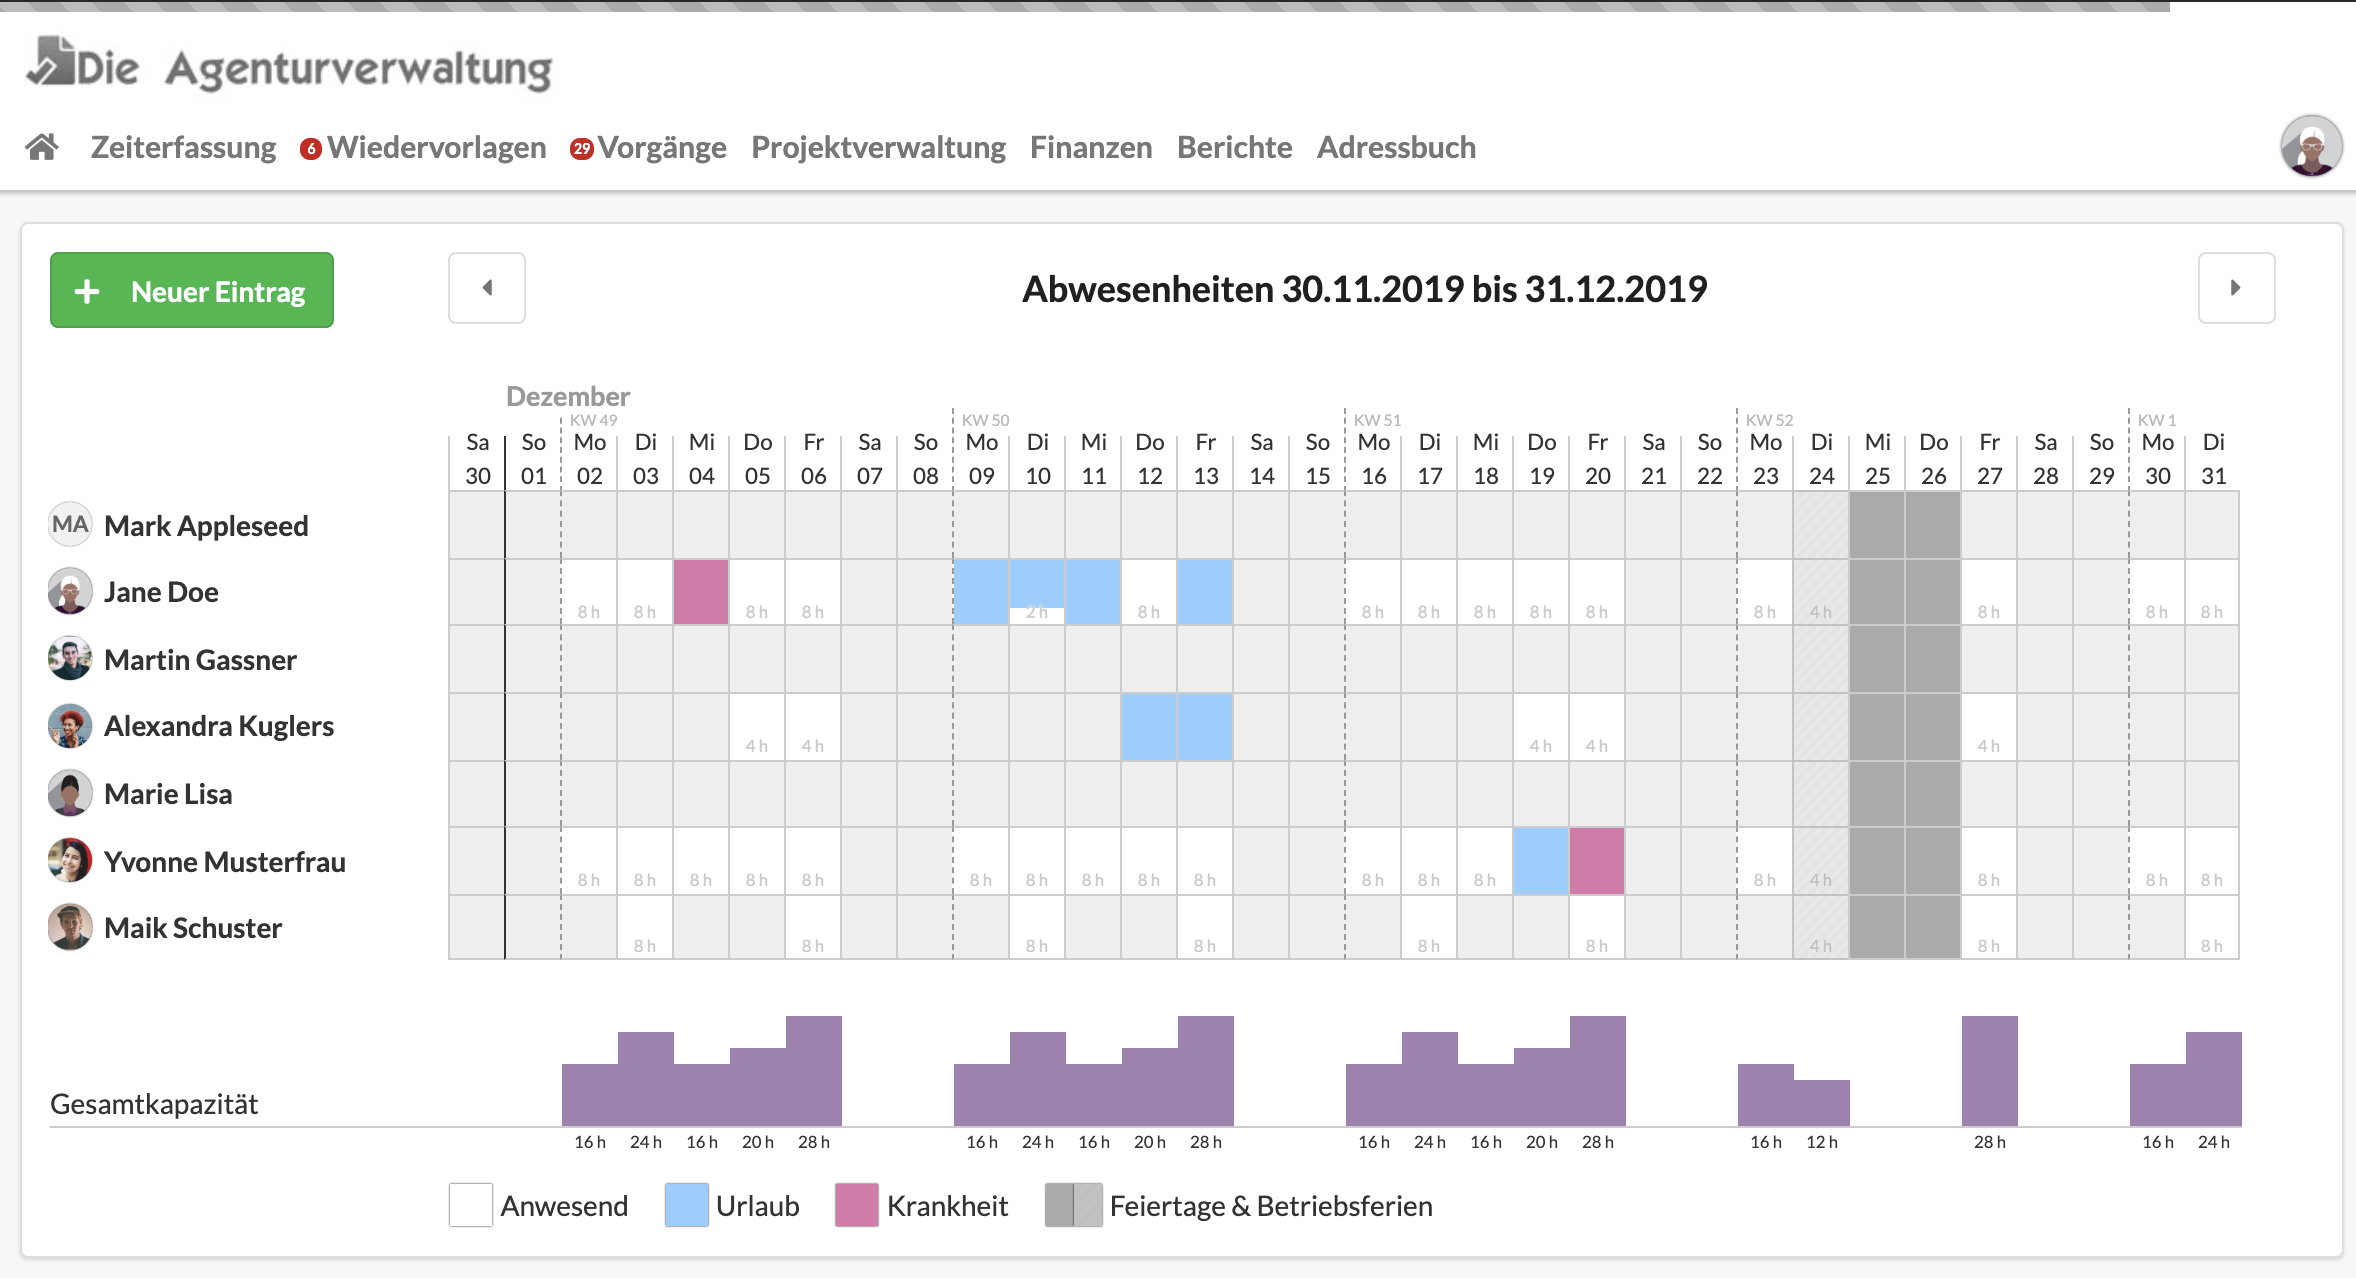 Die Agenturverwaltung
Zeiterfassung 6 Wiedervorlagen 29 Vorgänge Projektverwaltung Finanzen Berichte Adressbuch
+ Neuer Eintrag
Abwesenheiten 30.11.2019 bis 31.12.2019
Dezember
KW 49 KW 50 KW 51 KW 52 KW 1
Sa So Mo Di Mi Do Fr Sa So Mo Di Mi Do Fr Sa So Mo Di Mi Do Fr Sa So Mo Di Mi Do Fr Sa So Mo Di
30 01 02 03 04 05 06 07 08 09 10 11 12 13 14 15 16 17 18 19 20 21 22 23 24 25 26 27 28 29 30 31
MA Mark Appleseed
Jane Doe 8 h 8 h 8 h 8 h 2 h 8 h 8 h 8 h 8 h 8 h 8 h 8 h 4 h 8 h 8 h 8 h
Martin Gassner
Alexandra Kuglers 4 h 4 h 4 h 4 h 4 h
Marie Lisa
Yvonne Musterfrau 8 h 8 h 8 h 8 h 8 h 8 h 8 h 8 h 8 h 8 h 8 h 8 h 8 h 8 h 4 h 8 h 8 h 8 h
Maik Schuster 8 h 8 h 8 h 8 h 8 h 8 h 4 h 8 h 8 h
Gesamtkapazität
16 h 24 h 16 h 20 h 28 h 16 h 24 h 16 h 20 h 28 h 16 h 24 h 16 h 20 h 28 h 16 h 12 h 28 h 16 h 24 h
Anwesend Urlaub Krankheit Feiertage & Betriebsferien